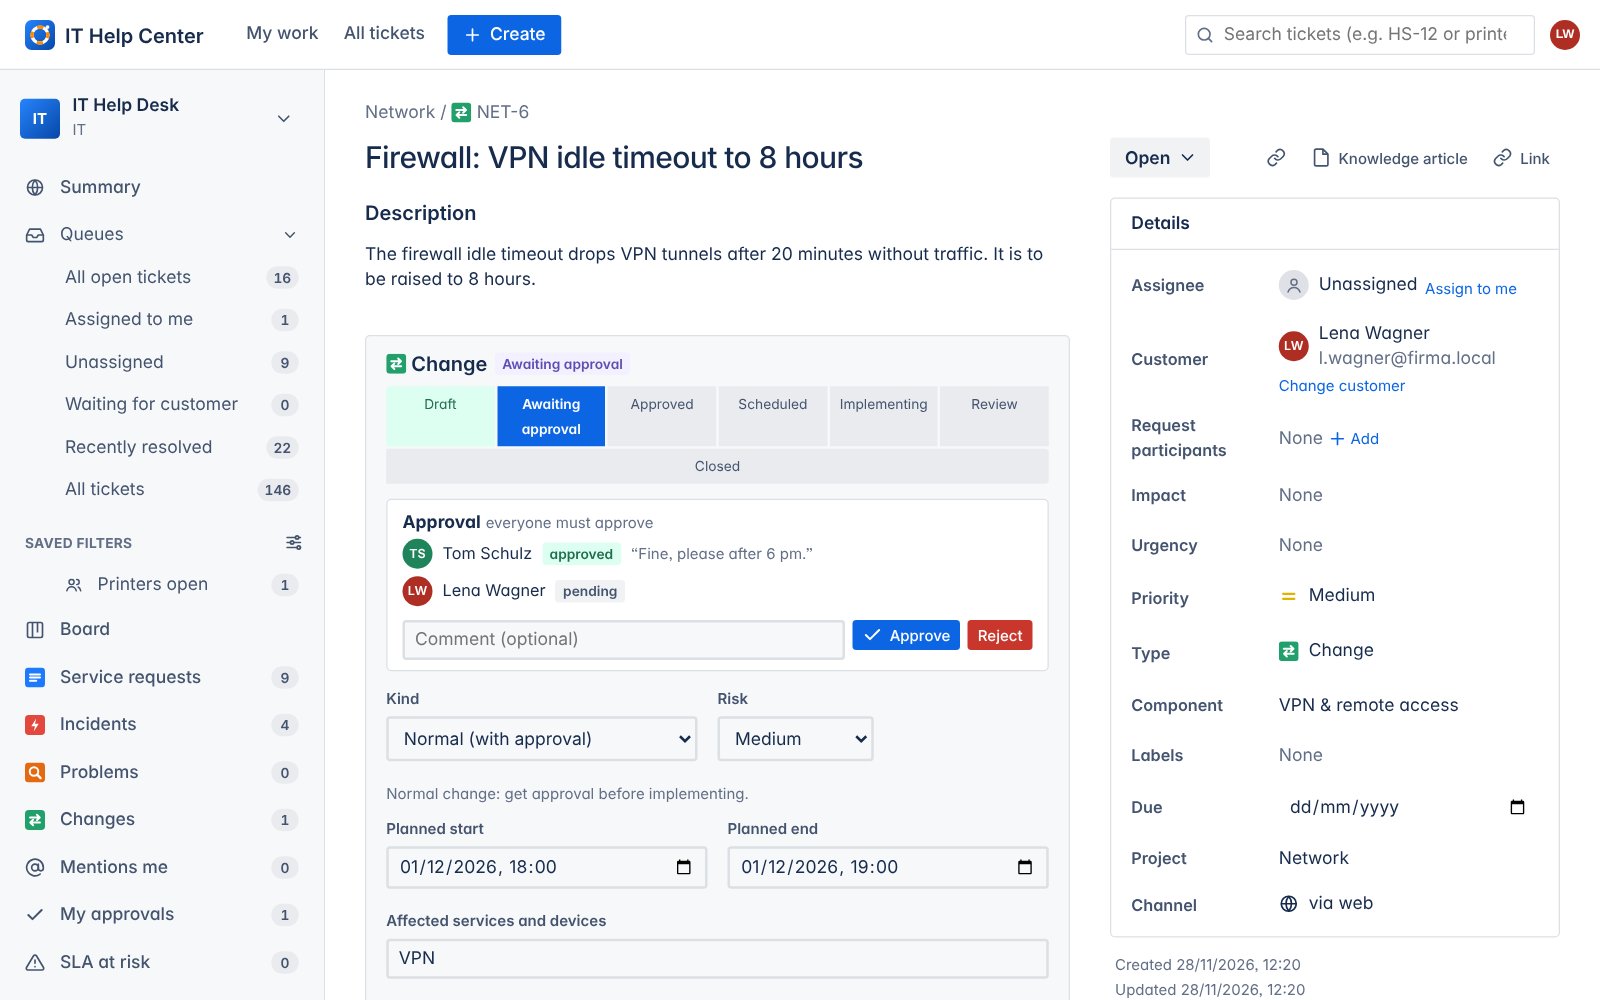 IT Help Center
My work
All tickets
Create
Search tickets (e.g. HS-12 or printe
LW
IT
IT Help Desk
IT
Summary
Queues
All open tickets 16
Assigned to me 1
Unassigned 9
Waiting for customer 0
Recently resolved 22
All tickets 146
SAVED FILTERS
Printers open 1
Board
Service requests 9
Incidents 4
Problems 0
Changes 1
Mentions me 0
My approvals 1
SLA at risk 0
Network / NET-6
Firewall: VPN idle timeout to 8 hours
Description
The firewall idle timeout drops VPN tunnels after 20 minutes without traffic. It is to
be raised to 8 hours.
Change Awaiting approval
Draft
Awaiting
approval
Approved
Scheduled
Implementing
Review
Closed
Approval everyone must approve
TS Tom Schulz approved “Fine, please after 6 pm.”
LW Lena Wagner pending
Comment (optional)
Approve
Reject
Kind
Normal (with approval)
Risk
Medium
Normal change: get approval before implementing.
Planned start
01/12/2026, 18:00
Planned end
01/12/2026, 19:00
Affected services and devices
VPN
Open
Knowledge article
Link
Details
Assignee
Unassigned Assign to me
Customer
LW
Lena Wagner
l.wagner@firma.local
Change customer
Request
participants
None Add
Impact
None
Urgency
None
Priority
Medium
Type
Change
Component
VPN & remote access
Labels
None
Due
dd/mm/yyyy
Project
Network
Channel
via web
Created 28/11/2026, 12:20
Updated 28/11/2026, 12:20